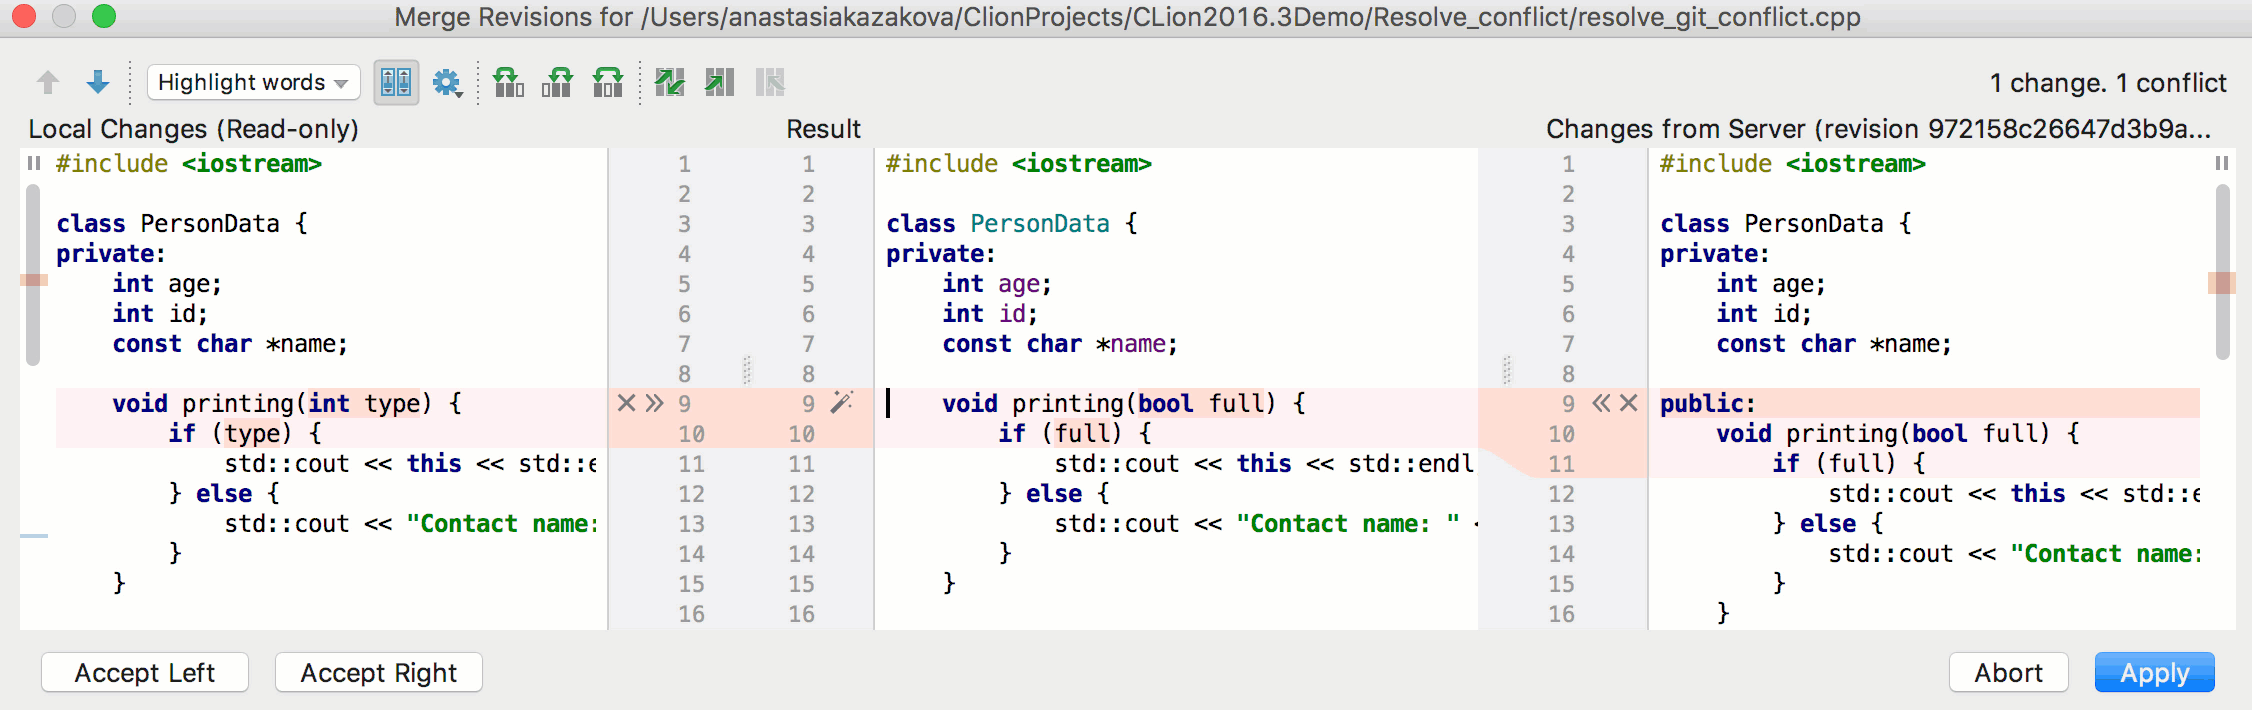 Merge Revisions for /Users/anastasiakazakova/ClionProjects/CLion2016.3Demo/Resolve_conflict/resolve_git_conflict.cpp
Highlight words
1 change. 1 conflict
Local Changes (Read-only)
Result
Changes from Server (revision 972158c26647d3b9a...
#include <iostream> 1 1 #include <iostream> 1 #include <iostream>
2 2 2
class PersonData { 3 3 class PersonData { 3 class PersonData {
private: 4 4 private: 4 private:
int age; 5 5 int age; 5 int age;
int id; 6 6 int id; 6 int id;
const char *name; 7 7 const char *name; 7 const char *name;
8 8 8
void printing(int type) { 9 9 void printing(bool full) { 9 public:
if (type) { 10 10 if (full) { 10 void printing(bool full) {
std::cout << this << std::e 11 11 std::cout << this << std::endl 11 if (full) {
} else { 12 12 } else { 12 std::cout << this << std::e
std::cout << "Contact name: 13 13 std::cout << "Contact name: " < 13 } else {
} 14 14 } 14 std::cout << "Contact name:
} 15 15 } 15 }
16 16 16 }
Accept Left
Accept Right
Abort
Apply